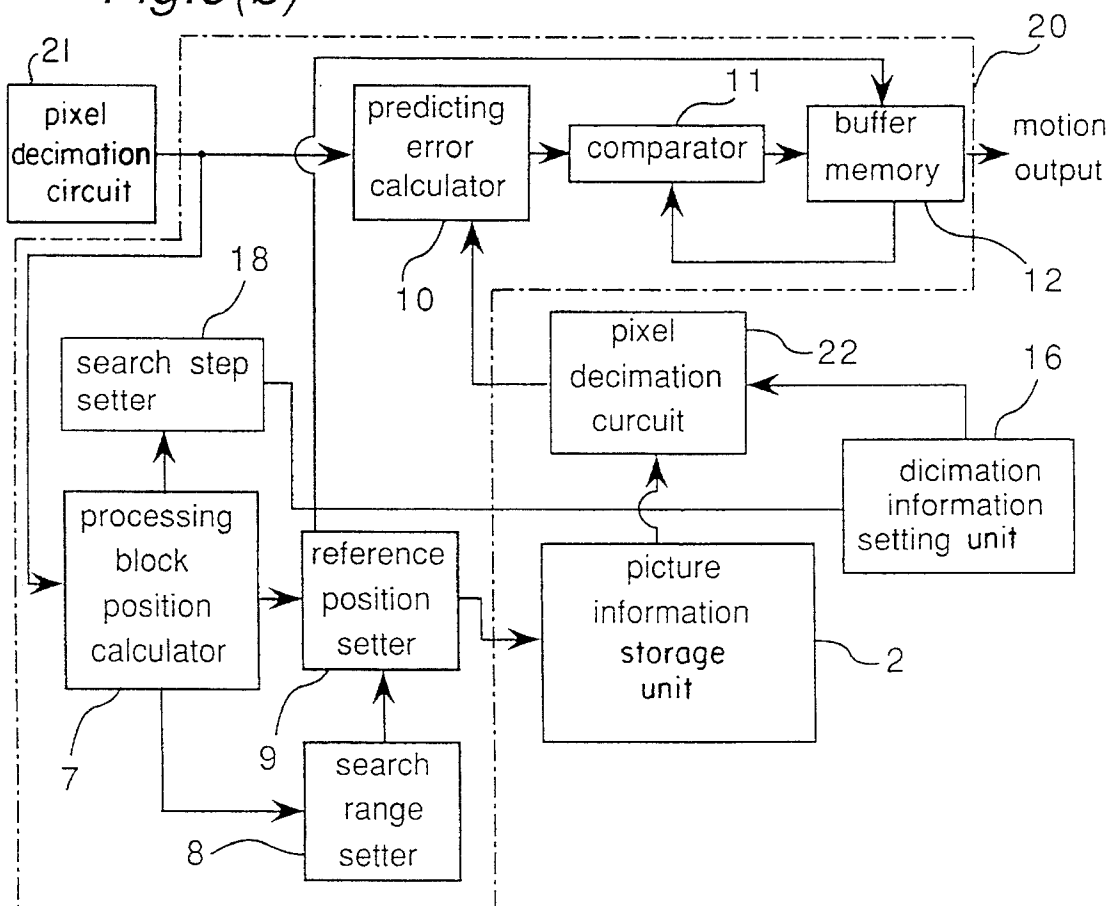 21
20
pixel
decimation
circuit
predicting
error
calculator
10
11
comparator
buffer
memory
12
motion
output
18
search step
setter
pixel
decimation
curcuit
22
16
dicimation
information
setting unit
processing
block
position
calculator
7
reference
position
setter
9
picture
information
storage
unit
2
search
range
setter
8